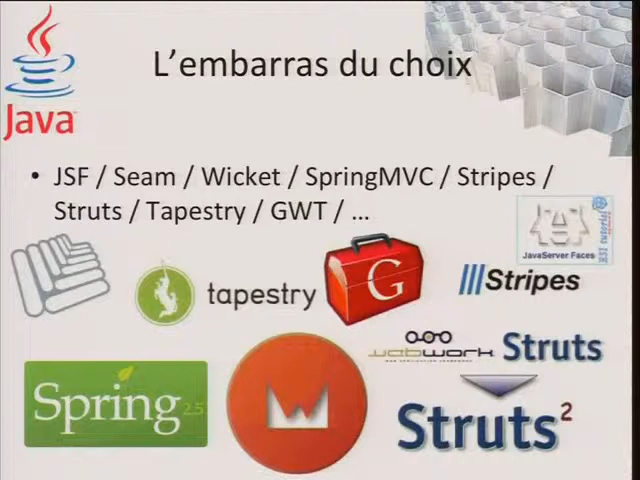 Java
L'embarras du choix
• JSF / Seam / Wicket / SpringMVC / Stripes /
Struts / Tapestry / GWT / ...
JavaServer Faces
tapestry
G
Stripes
webwork
Struts
Spring 2.5
W
Struts2